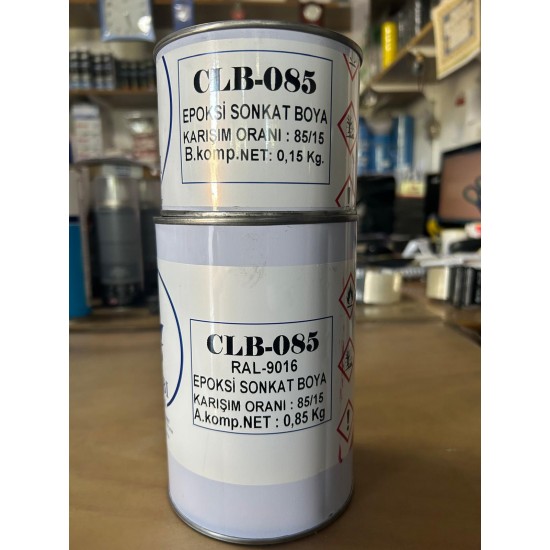 CLB-085
EPOKSİ SONKAT BOYA
KARIŞIM ORANI : 85/15
B.komp.NET: 0,15 Kg.
CLB-085
RAL-9016
EPOKSİ SONKAT BOYA
KARIŞIM ORANI : 85/15
A.komp.NET : 0,85 Kg